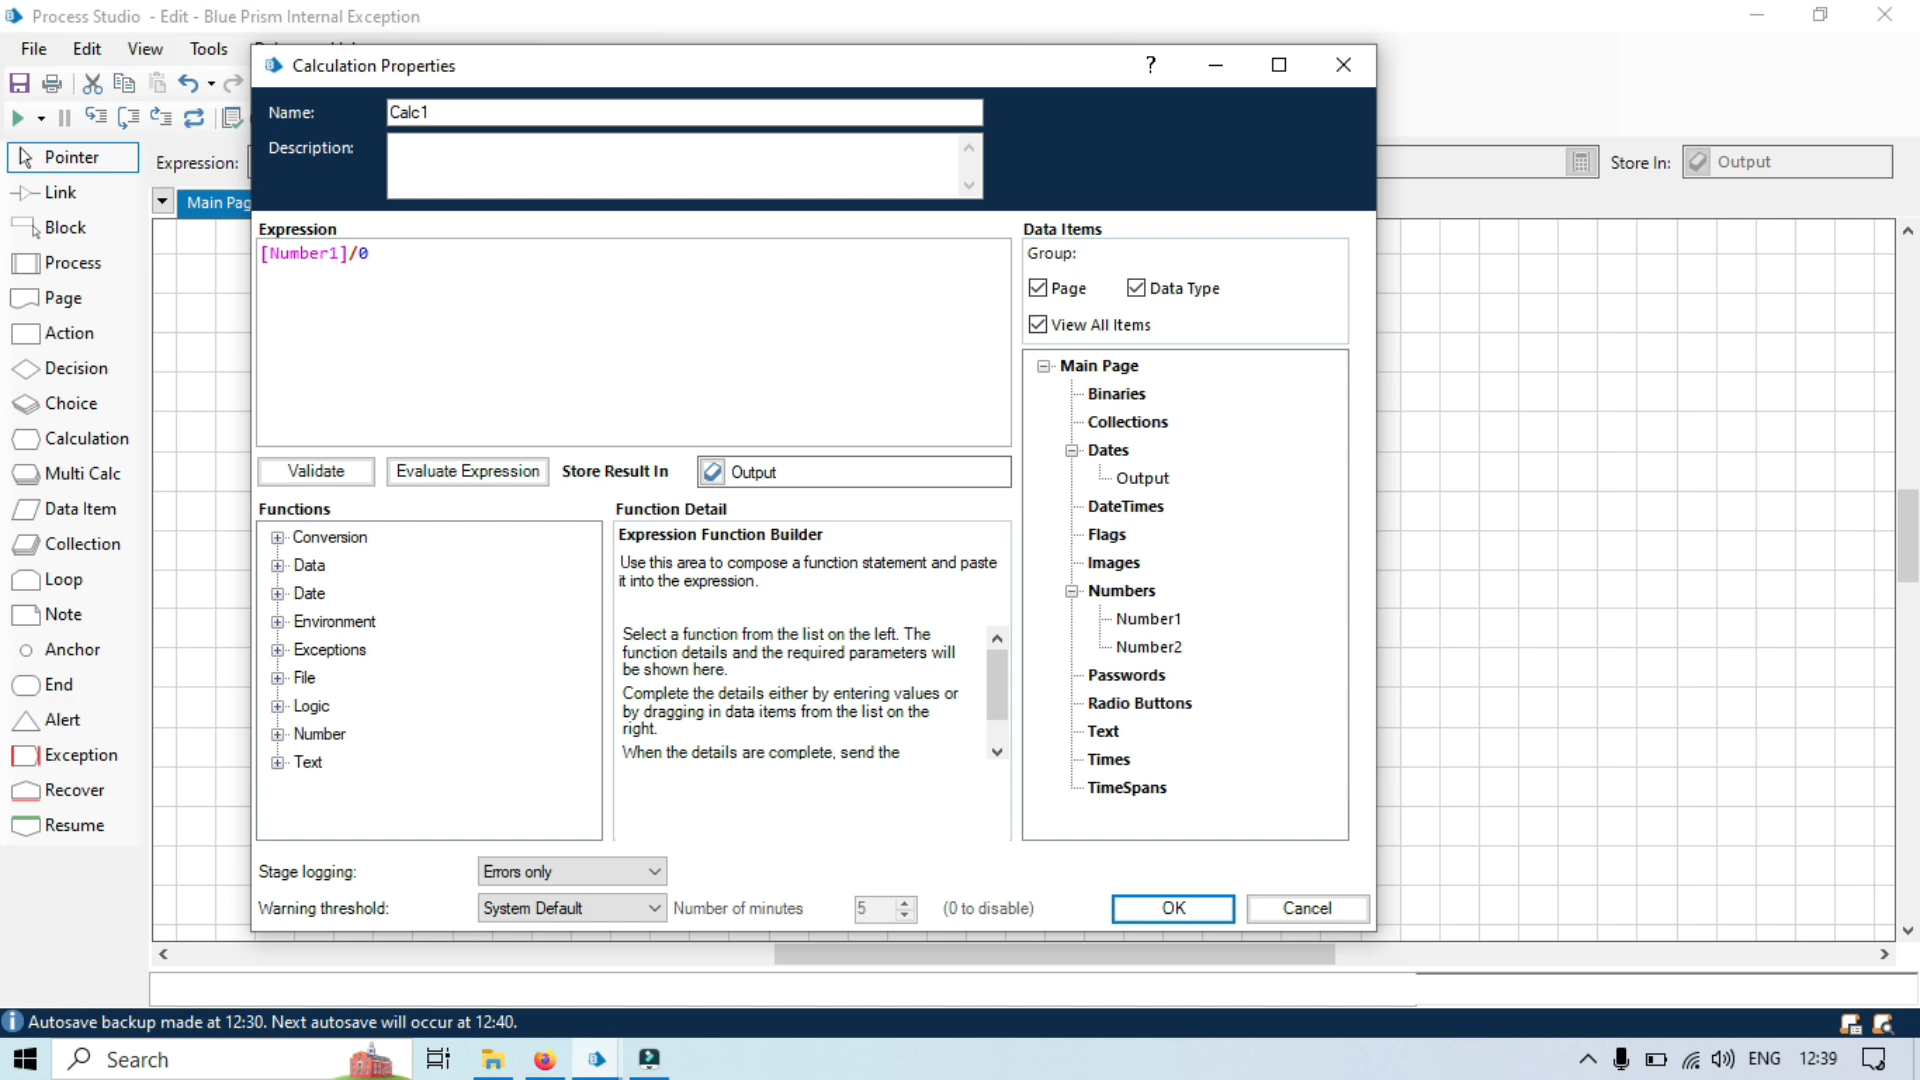 Process Studio - Edit - Blue Prism Internal Exception
File Edit View Tools
Calculation Properties
?
Name: Calc1
Description:
Pointer
Expression:
Store In: Output
Link
Main Pag
Block
Process
Page
Action
Decision
Choice
Calculation
Multi Calc
Data Item
Collection
Loop
Note
Anchor
End
Alert
Exception
Recover
Resume
Expression
[Number1]/0
Validate Evaluate Expression Store Result In Output
Functions
Conversion
Data
Date
Environment
Exceptions
File
Logic
Number
Text
Function Detail
Expression Function Builder
Use this area to compose a function statement and paste
it into the expression.
Select a function from the list on the left. The
function details and the required parameters will
be shown here.
Complete the details either by entering values or
by dragging in data items from the list on the
right.
When the details are complete, send the
Data Items
Group:
Page Data Type
View All Items
Main Page
Binaries
Collections
Dates
Output
DateTimes
Flags
Images
Numbers
Number1
Number2
Passwords
Radio Buttons
Text
Times
TimeSpans
Stage logging: Errors only
Warning threshold: System Default Number of minutes 5 (0 to disable)
OK Cancel
Autosave backup made at 12:30. Next autosave will occur at 12:40.
Search
ENG 12:39